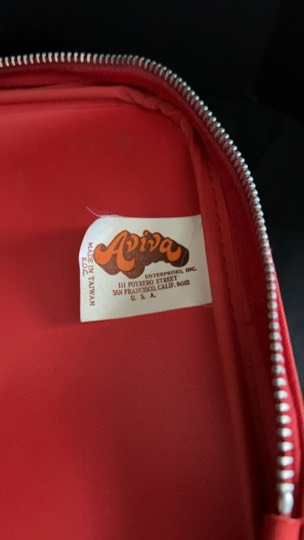 Aviva
ENTERPRISES, INC.
111 POTRERO STREET
SAN FRANCISCO, CALIF. 94103
U. S. A.
MADE IN TAIWAN
R.O.C.